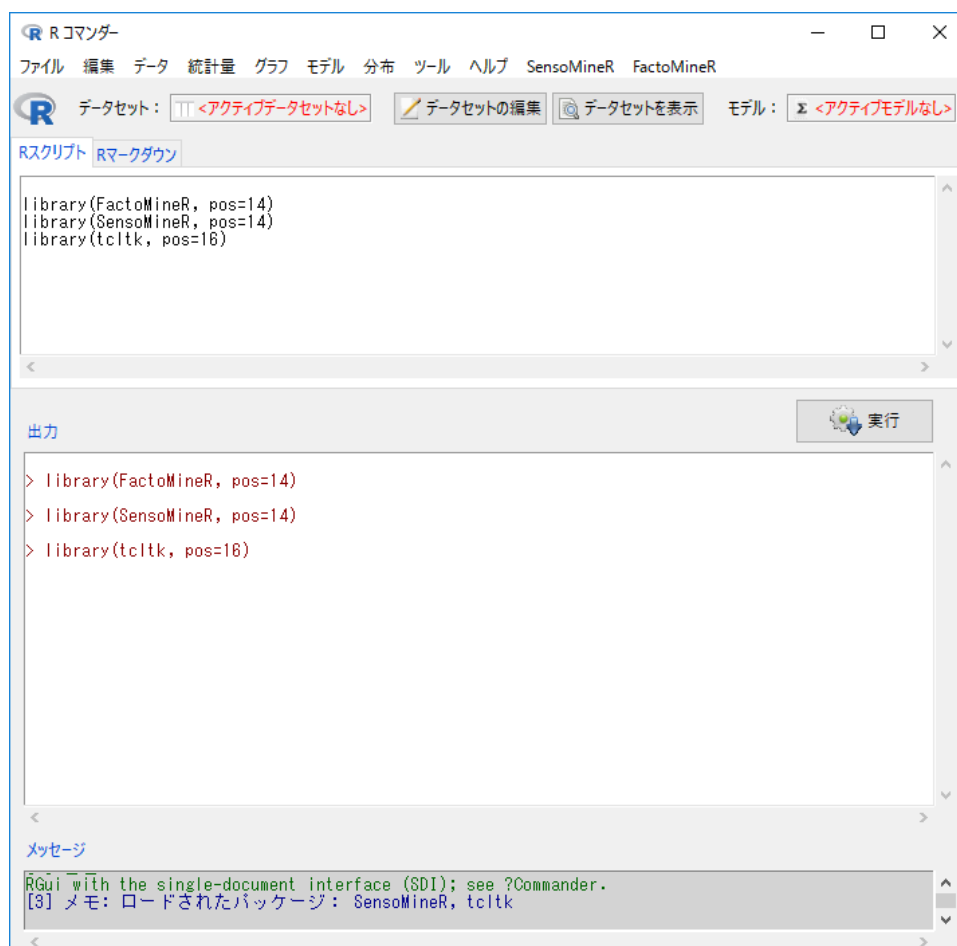 R コマンダー
ファイル 編集 データ 統計量 グラフ モデル 分布 ツール ヘルプ SensoMineR FactoMineR
データセット: <アクティブデータセットなし> データセットの編集 データセットを表示 モデル: Σ <アクティブモデルなし>
Rスクリプト Rマークダウン
library(FactoMineR, pos=14)
library(SensoMineR, pos=14)
library(tcltk, pos=16)
実行
出力
> library(FactoMineR, pos=14)
> library(SensoMineR, pos=14)
> library(tcltk, pos=16)
メッセージ
RGui with the single-document interface (SDI); see ?Commander.
[3] メモ: ロードされたパッケージ: SensoMineR, tcltk